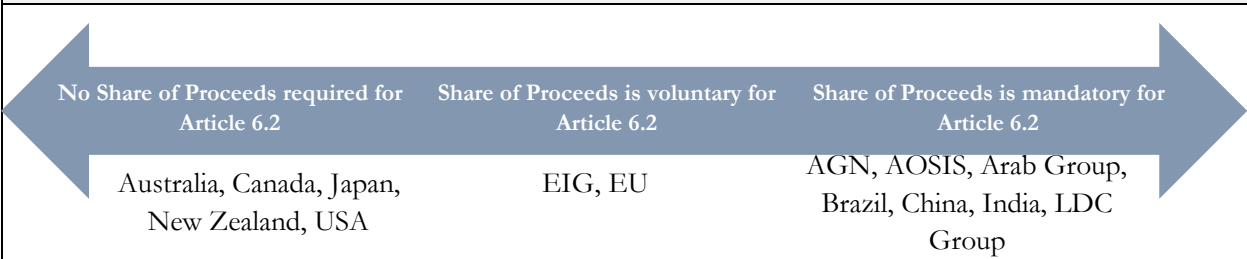 No Share of Proceeds required for
Article 6.2
Share of Proceeds is voluntary for
Article 6.2
Share of Proceeds is mandatory for
Article 6.2
Australia, Canada, Japan,
New Zealand, USA
EIG, EU
AGN, AOSIS, Arab Group,
Brazil, China, India, LDC
Group